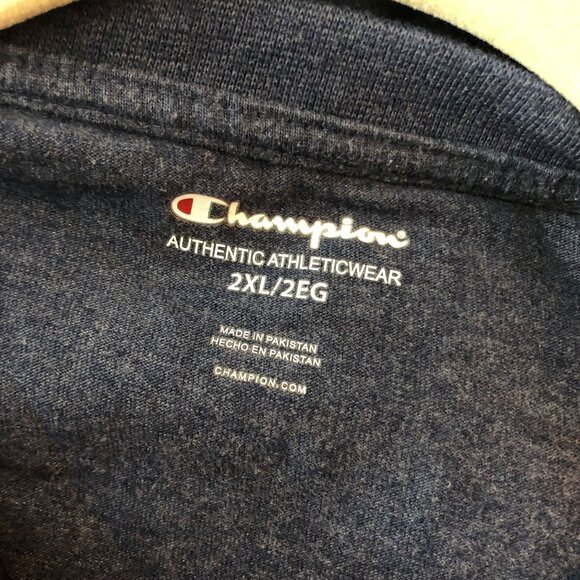 Champion
AUTHENTIC ATHLETICWEAR
2XL/2EG
MADE IN PAKISTAN
HECHO EN PAKISTAN
CHAMPION.COM